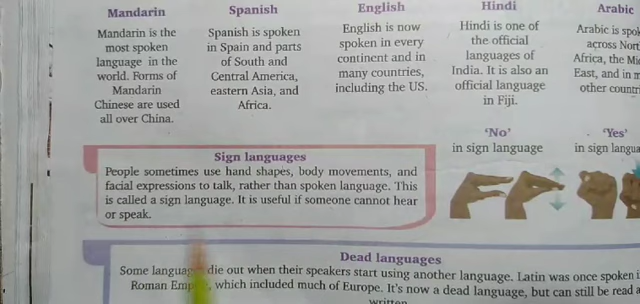 Mandarin
Mandarin is the
most spoken
language in the
world. Forms of
Mandarin
Chinese are used
all over China.
Spanish
Spanish is spoken
in Spain and parts
of South and
Central America,
eastern Asia, and
Africa.
English
English is now
spoken in every
continent and in
many countries,
including the US.
Hindi
Hindi is one of
the official
languages of
India. It is also an
official language
in Fiji.
Arabic
Arabic is
across
Africa, the
East, and in
other
'No'
in sign language
'Yes'
in sign
Sign languages
People sometimes use hand shapes, body movements, and
facial expressions to talk, rather than spoken language. This
is called a sign language. It is useful if someone cannot hear
or speak.
Dead languages
Some die out when their speakers start using another language. Latin was once spoken
Roman which included much of Europe. It's now a dead language, but can still be read
written